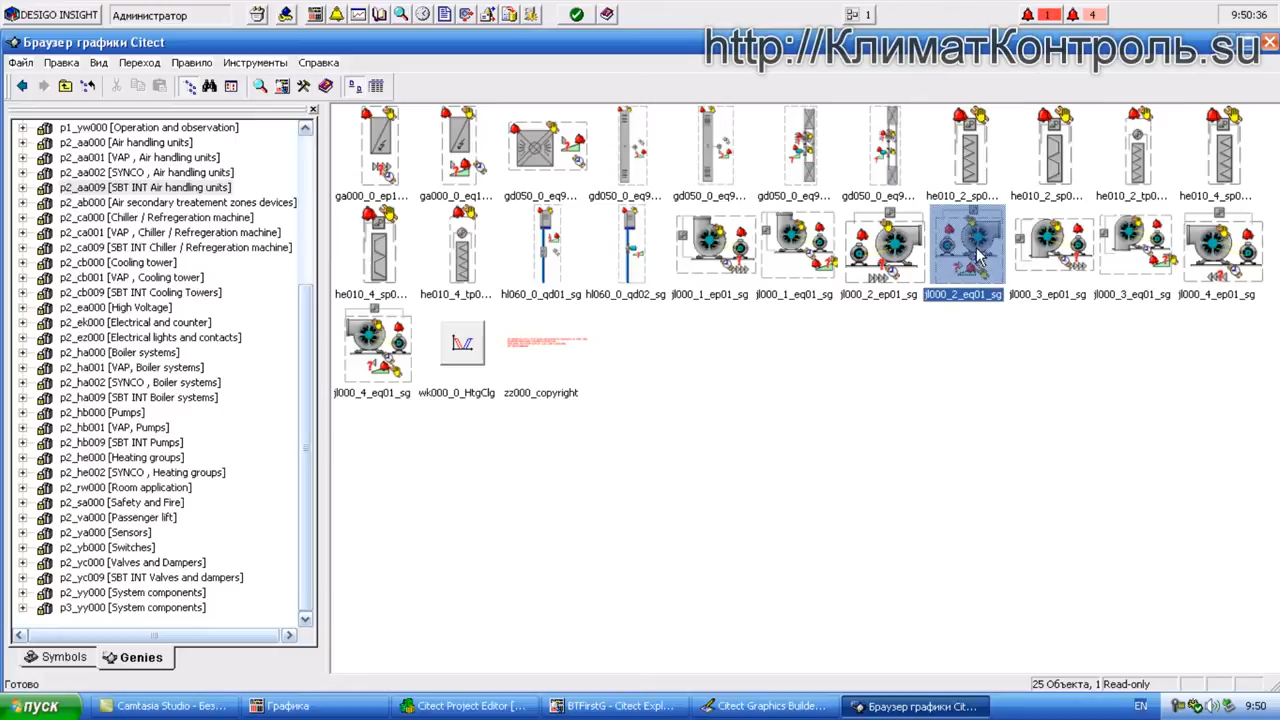 DESIGO INSIGHT
Администратор
1
1
4
9:50:36
Браузер графики Citect
http://КлиматКонтроль.su
Файл Правка Вид Переход Правило Инструменты Справка
p1_yw000 [Operation and observation]
p2_aa000 [Air handling units]
p2_aa001 [VAP , Air handling units]
p2_aa002 [SYNCO , Air handling units]
p2_aa009 [SBT INT Air handling units]
p2_ab000 [Air secondary treatement zones devices]
p2_ca000 [Chiller / Refregeration machine]
p2_ca001 [VAP , Chiller / Refregeration machine]
p2_ca009 [SBT INT Chiller / Refregeration machine]
p2_cb000 [Cooling tower]
p2_cb001 [VAP , Cooling tower]
p2_cb009 [SBT INT Cooling Towers]
p2_ea000 [High Voltage]
p2_ek000 [Electrical and counter]
p2_ez000 [Electrical lights and contacts]
p2_ha000 [Boiler systems]
p2_ha001 [VAP, Boiler systems]
p2_ha002 [SYNCO , Boiler systems]
p2_ha009 [SBT INT Boiler systems]
p2_hb000 [Pumps]
p2_hb001 [VAP, Pumps]
p2_hb009 [SBT INT Pumps]
p2_he000 [Heating groups]
p2_he002 [SYNCO , Heating groups]
p2_rw000 [Room application]
p2_sa000 [Safety and Fire]
p2_va000 [Passenger lift]
p2_ya000 [Sensors]
p2_yb000 [Switches]
p2_yc000 [Valves and Dampers]
p2_yc009 [SBT INT Valves and dampers]
p2_yy000 [System components]
p3_yy000 [System components]
Symbols Genies
ga000_0_ep1... ga000_0_eq1... gd050_0_eq9... gd050_0_eq9... gd050_0_eq9... gd050_0_eq9... gd050_0_eq9... he010_2_sp0... he010_2_sp0... he010_2_tp0... he010_4_sp0...
he010_4_sp0... he010_4_tp0... hl060_0_qd01_sg hl060_0_qd02_sg jl000_1_ep01_sg jl000_1_eq01_sg jl000_2_ep01_sg jl000_2_eq01_sg jl000_3_ep01_sg jl000_3_eq01_sg jl000_4_ep01_sg
jl000_4_eq01_sg wk000_0_HtgClg zz000_copyright
Готово
25 Объекта, 1 Read-only
пуск
Camtasia Studio - Без...
Графика
Citect Project Editor [...
BTFirstG - Citect Expl...
Citect Graphics Builde...
Браузер графики Cit...
EN
9:50